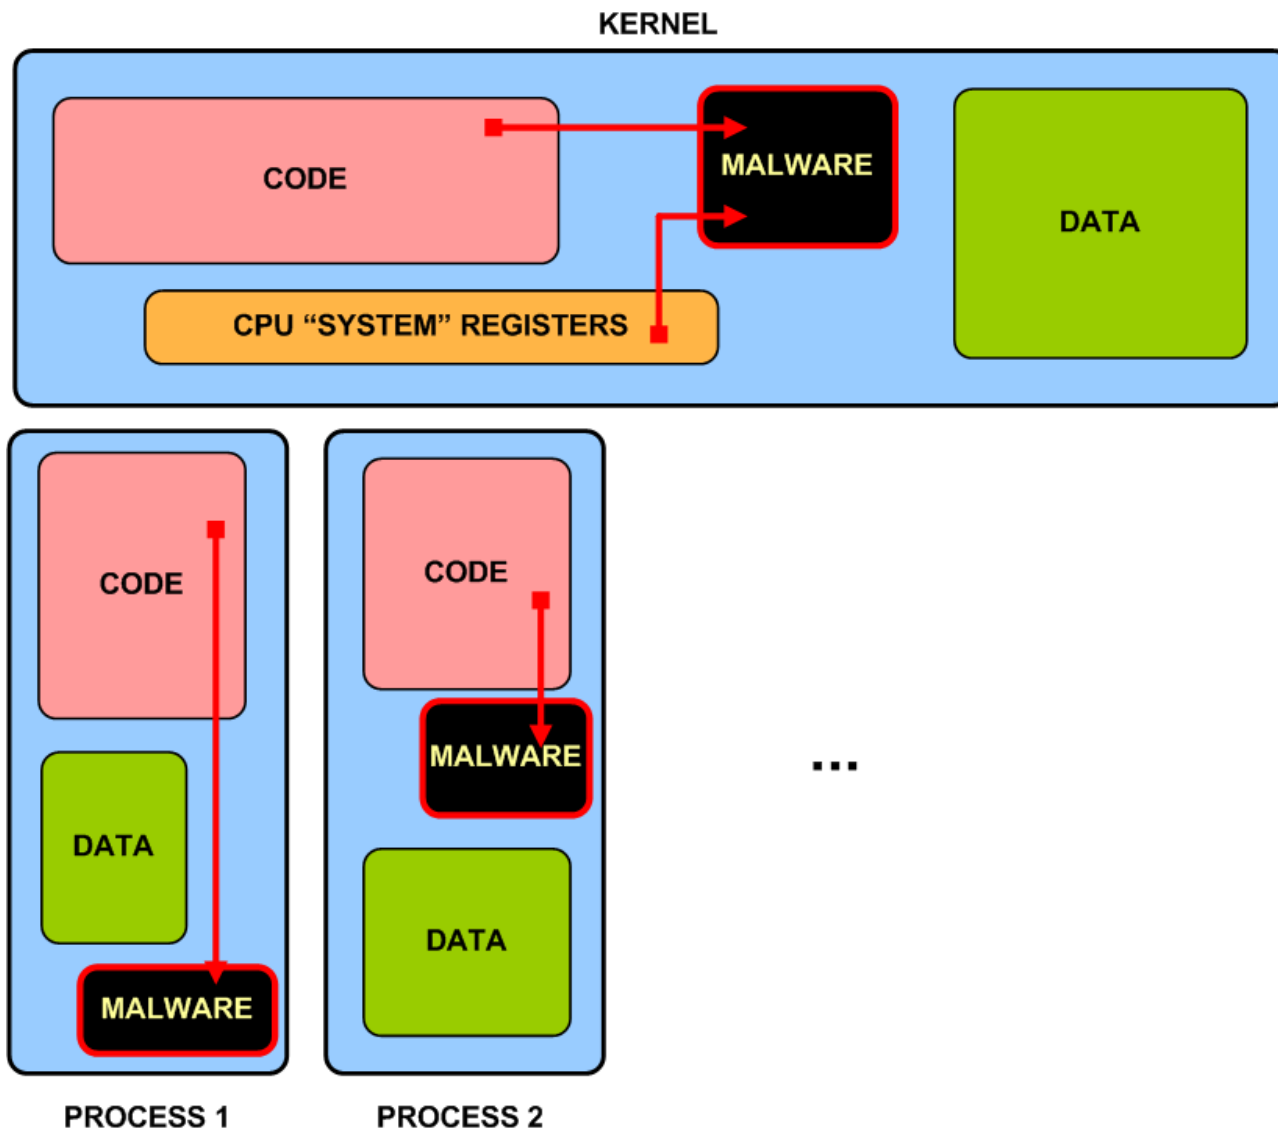 KERNEL
CODE
MALWARE
DATA
CPU “SYSTEM” REGISTERS
CODE
DATA
MALWARE
PROCESS 1
CODE
MALWARE
DATA
PROCESS 2
...